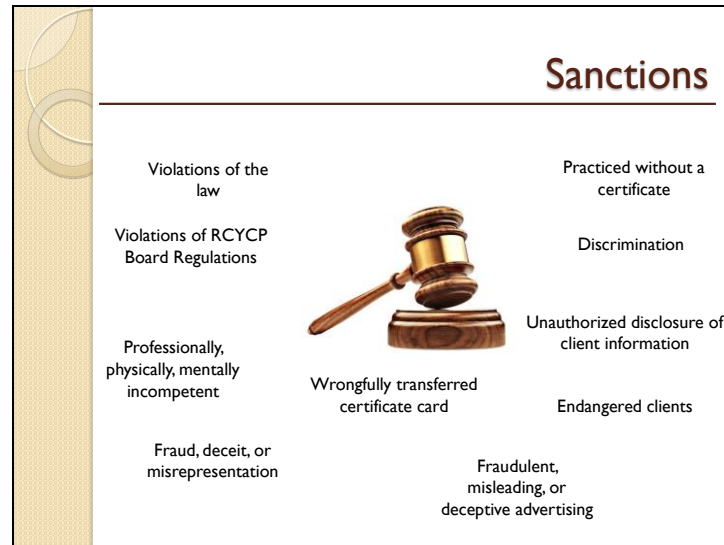 Sanctions
Violations of the
law
Practiced without a
certificate
Violations of RCYCP
Board Regulations
Discrimination
Unauthorized disclosure of
client information
Professionally,
physically, mentally
incompetent
Wrongfully transferred
certificate card
Endangered clients
Fraud, deceit, or
misrepresentation
Fraudulent,
misleading, or
deceptive advertising